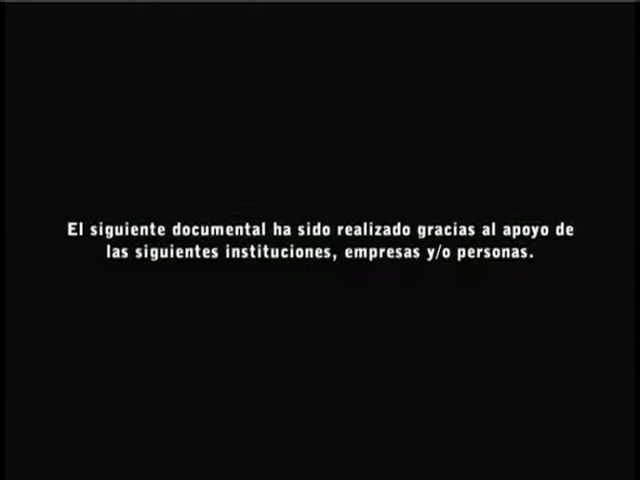 El siguiente documental ha sido realizado gracias al apoyo de
las siguientes instituciones, empresas y/o personas.